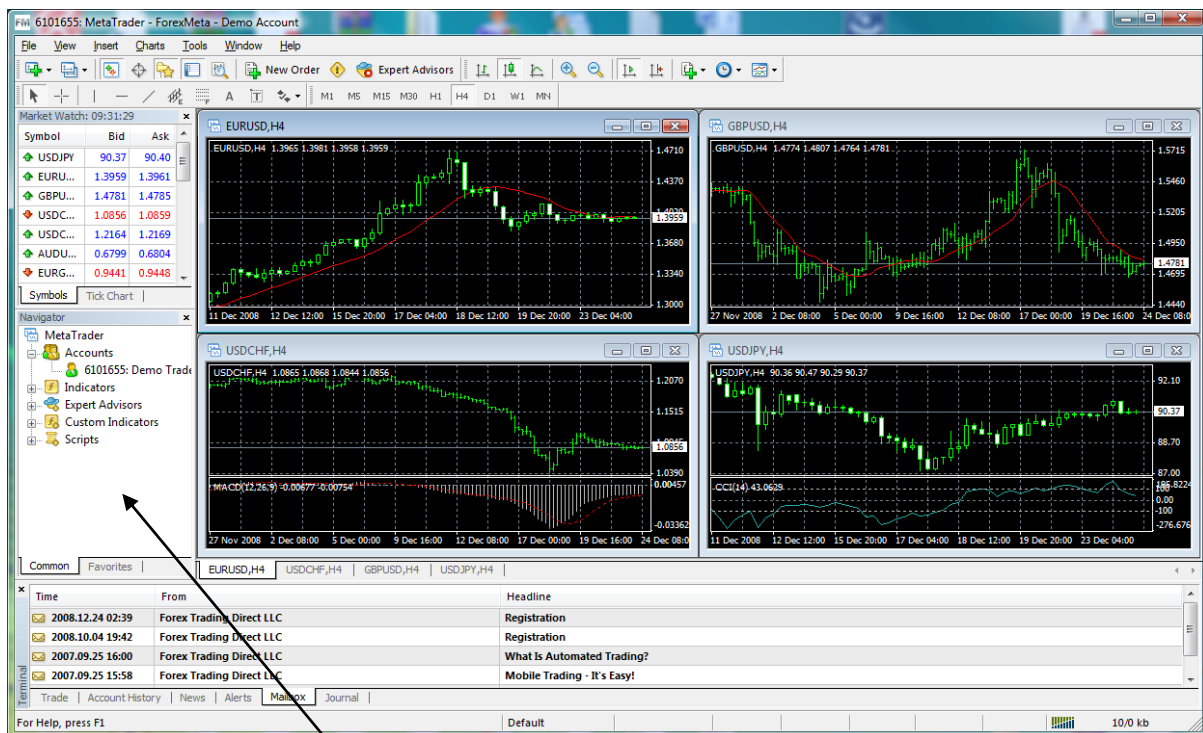 6101655: MetaTrader - ForexMeta - Demo Account
File View Insert Charts Tools Window Help
New Order Expert Advisors
A T M1 M5 M15 M30 H1 H4 D1 W1 MN
Market Watch: 09:31:29
Symbol Bid Ask
USDJPY 90.37 90.40
EURU... 1.3959 1.3961
GBPU... 1.4781 1.4785
USDC... 1.0856 1.0859
USDC... 1.2164 1.2169
AUDU... 0.6799 0.6804
EURG... 0.9441 0.9448
Symbols Tick Chart
Navigator
MetaTrader
Accounts
6101655: Demo Trade
Indicators
Expert Advisors
Custom Indicators
Scripts
Common Favorites
EURUSD,H4
EURUSD,H4 1.3965 1.3981 1.3958 1.3959
1.4710
1.4370
1.3959
1.3680
1.3340
1.3000
11 Dec 2008 12 Dec 12:00 15 Dec 20:00 17 Dec 04:00 18 Dec 12:00 19 Dec 20:00 23 Dec 04:00
GBPUSD,H4
GBPUSD,H4 1.4774 1.4807 1.4764 1.4781
1.5715
1.5460
1.5205
1.4950
1.4781
1.4695
1.4440
27 Nov 2008 2 Dec 08:00 5 Dec 00:00 9 Dec 16:00 12 Dec 08:00 17 Dec 00:00 19 Dec 16:00 24 Dec 08:0
USDCHF,H4
USDCHF,H4 1.0865 1.0868 1.0844 1.0856
1.2070
1.1515
1.0856
1.0390
MACD(12,26,9) -0.00677 -0.00754
0.00457
-0.03362
27 Nov 2008 2 Dec 08:00 5 Dec 00:00 9 Dec 16:00 12 Dec 08:00 17 Dec 00:00 19 Dec 16:00 24 Dec 08:0
USDJPY,H4
USDJPY,H4 90.36 90.47 90.29 90.37
92.10
90.37
88.70
87.00
CCI(14) 43.0629
100
0.00
-100
-276.676
11 Dec 2008 12 Dec 12:00 15 Dec 20:00 17 Dec 04:00 18 Dec 12:00 19 Dec 20:00 23 Dec 04:00
EURUSD,H4 USDCHF,H4 GBPUSD,H4 USDJPY,H4
Time From Headline
2008.12.24 02:39 Forex Trading Direct LLC Registration
2008.10.04 19:42 Forex Trading Direct LLC Registration
2007.09.25 16:00 Forex Trading Direct LLC What Is Automated Trading?
2007.09.25 15:58 Forex Trading Direct LLC Mobile Trading - It's Easy!
Terminal
Trade Account History News Alerts Mailbox Journal
For Help, press F1 Default 10/0 kb